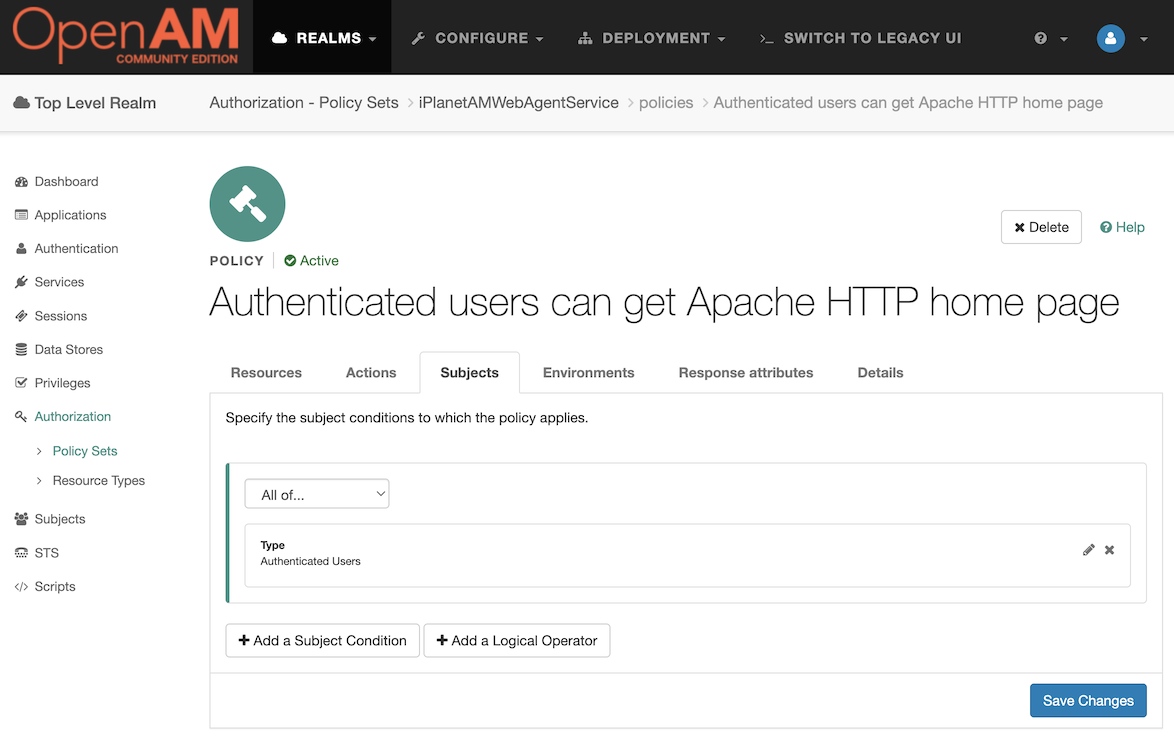 OpenAM
COMMUNITY EDITION
REALMS
CONFIGURE
DEPLOYMENT
SWITCH TO LEGACY UI
Top Level Realm
Authorization - Policy Sets > iPlanetAMWebAgentService > policies > Authenticated users can get Apache HTTP home page
Dashboard
Applications
Authentication
Services
Sessions
Data Stores
Privileges
Authorization
Policy Sets
Resource Types
Subjects
STS
Scripts
Delete
Help
POLICY
Active
Authenticated users can get Apache HTTP home page
Resources
Actions
Subjects
Environments
Response attributes
Details
Specify the subject conditions to which the policy applies.
All of...
Type
Authenticated Users
Add a Subject Condition
Add a Logical Operator
Save Changes